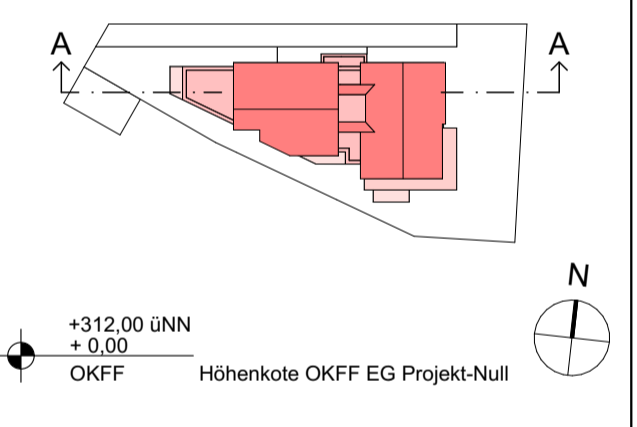 A A
N
+312,00 üNN
+ 0,00
OKFF Höhenkote OKFF EG Projekt-Null